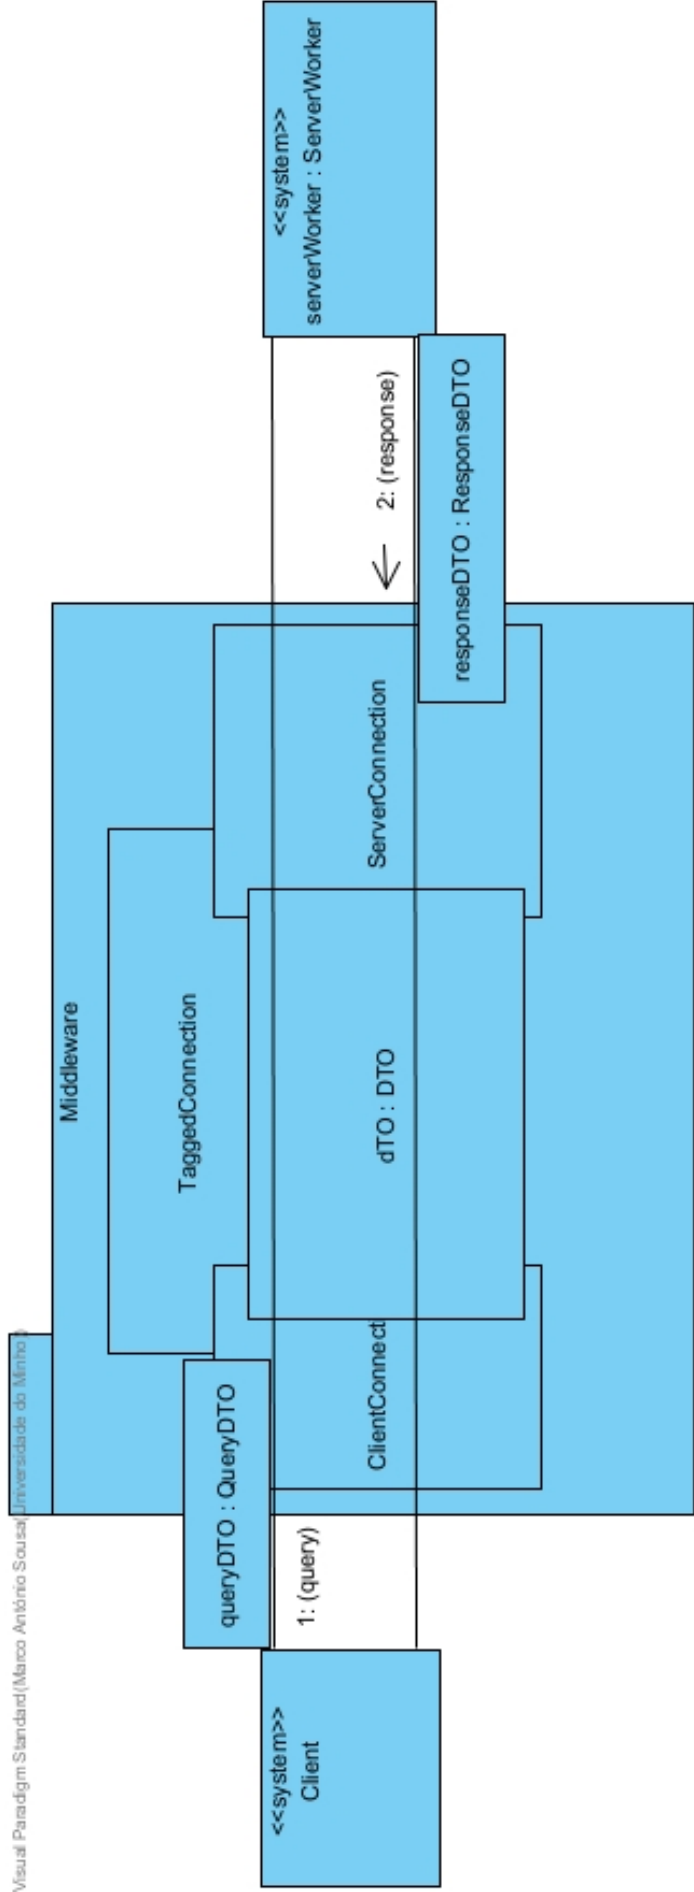 Visual Paradigm Standard(Marco António Sousa(Universidade do Minho))
Middleware
TaggedConnection
queryDTO : QueryDTO
<<system>>
Client
1: (query)
ClientConnect
dTO : DTO
ServerConnection
2: (response)
responseDTO : ResponseDTO
<<system>>
serverWorker : ServerWorker